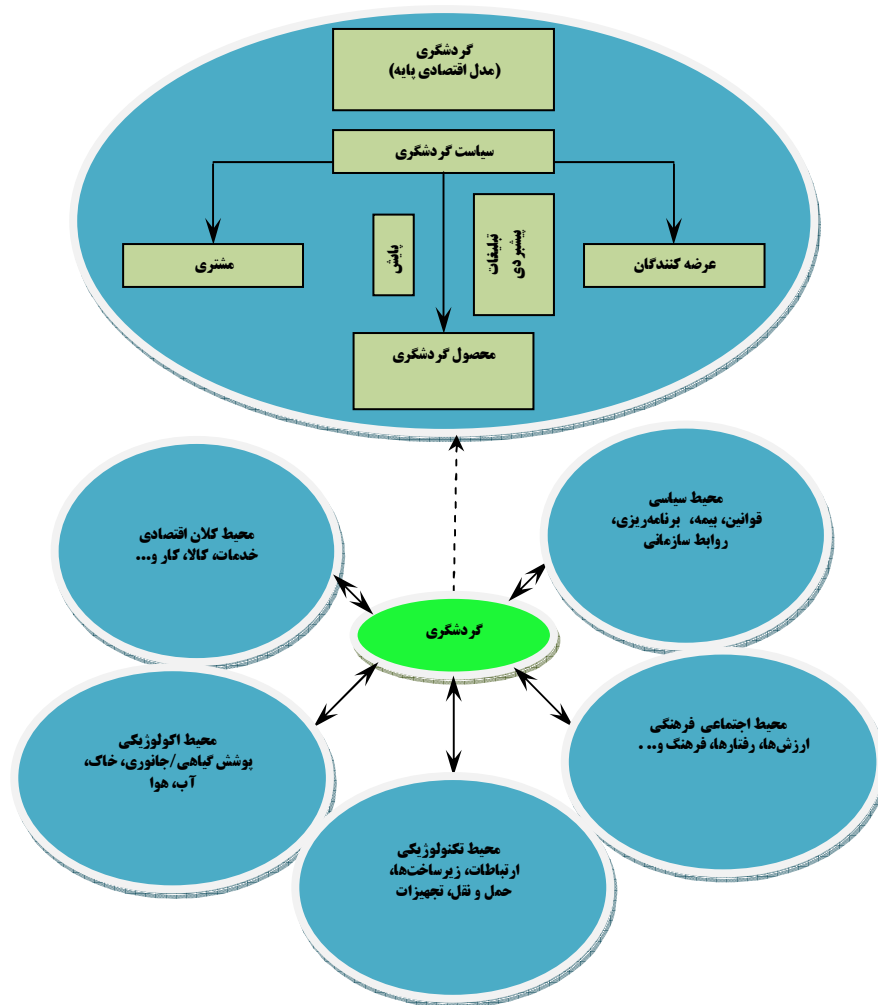 گردشگری
(مدل اقتصادی پایه)
سیاست گردشگری
عرضه کنندگان
تبلیغات
پیشبردی
پایش
مشتری
محصول گردشگری
محیط سیاسی
قوانین، بیمه، برنامه‌ریزی،
روابط سازمانی
محیط کلان اقتصادی
خدمات، کالا، کار و...
گردشگری
محیط اجتماعی فرهنگی
ارزش‌ها، رفتارها، فرهنگ و.. .
محیط اکولوژیکی
پوشش گیاهی/جانوری، خاک،
آب، هوا
محیط تکنولوژیکی
ارتباطات، زیرساخت‌ها،
حمل و نقل، تجهیزات